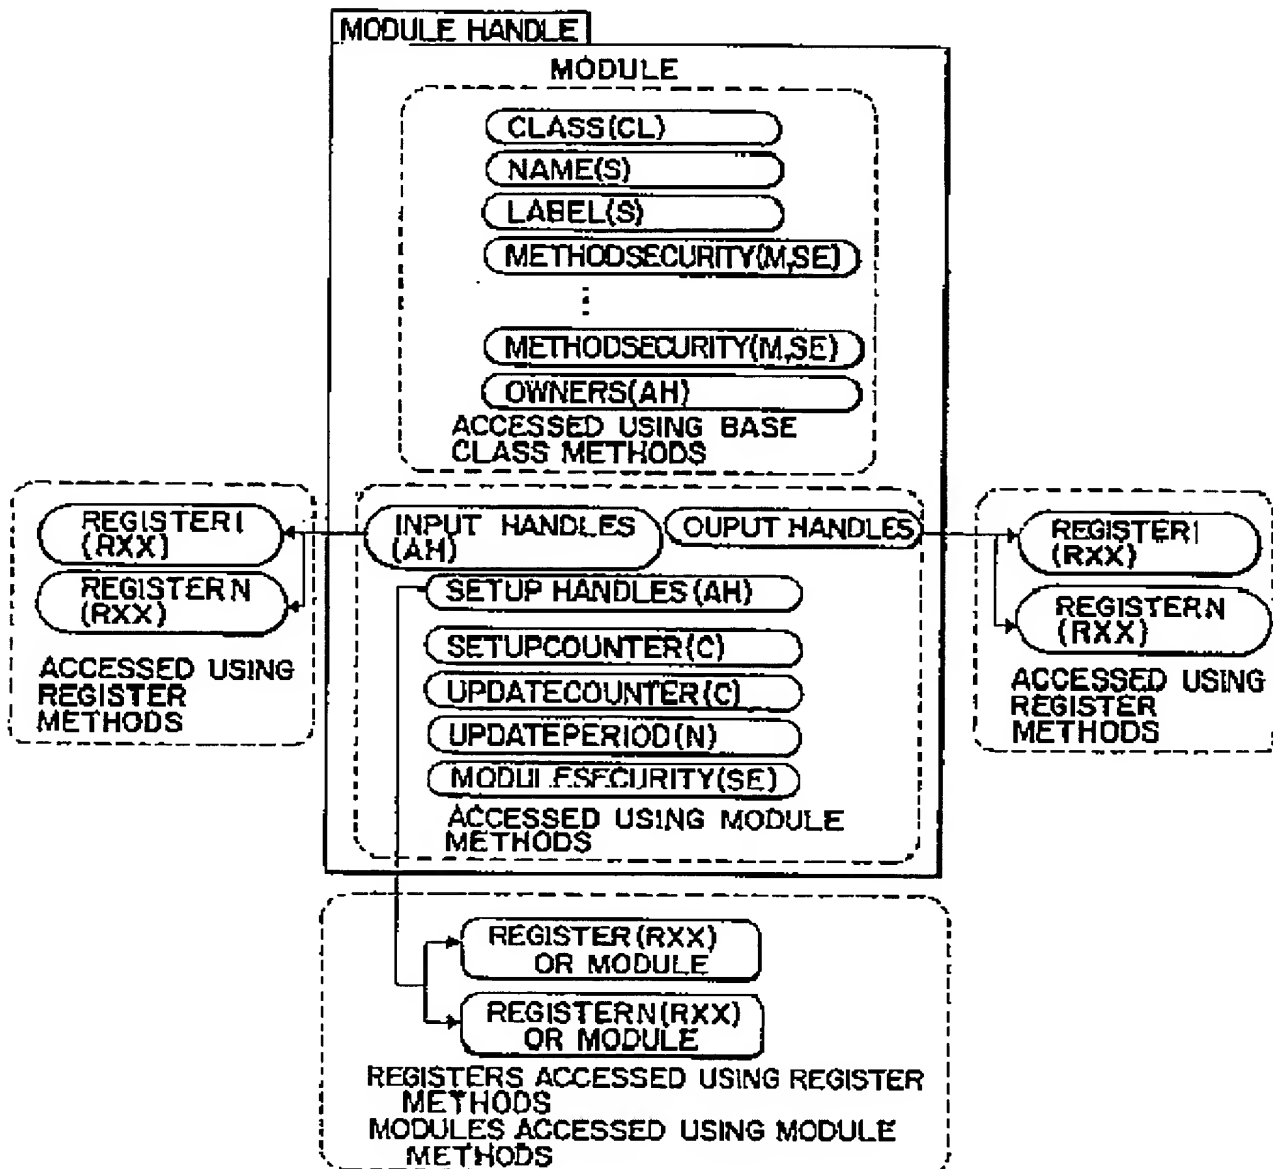 MODULE HANDLE
MODULE
CLASS(CL)
NAME(S)
LABEL(S)
METHODSECURITY(M,SE)
METHODSECURITY(M,SE)
OWNERS(AH)
ACCESSED USING BASE
CLASS METHODS
REGISTER1
(RXX)
REGISTERN
(RXX)
ACCESSED USING
REGISTER
METHODS
INPUT HANDLES
(AH)
OUPUT HANDLES
SETUP HANDLES(AH)
SETUPCOUNTER(C)
UPDATECOUNTER(C)
UPDATEPERIOD(N)
MODULESECURITY(SE)
ACCESSED USING MODULE
METHODS
REGISTER1
(RXX)
REGISTERN
(RXX)
ACCESSED USING
REGISTER
METHODS
REGISTER(RXX)
OR MODULE
REGISTERN(RXX)
OR MODULE
REGISTERS ACCESSED USING REGISTER
METHODS
MODULES ACCESSED USING MODULE
METHODS